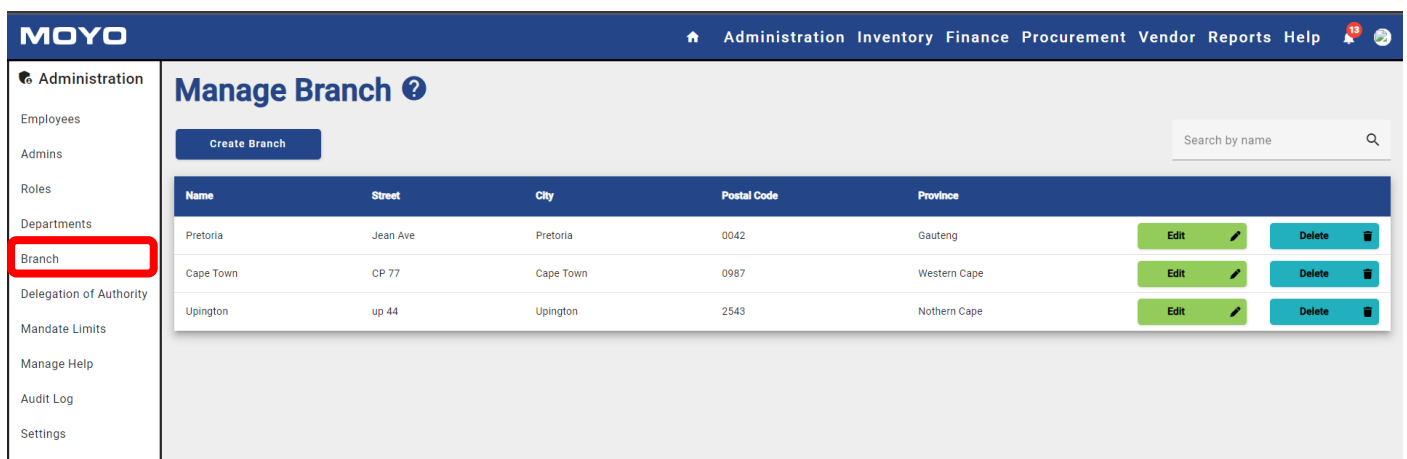 MOYO
Administration Inventory Finance Procurement Vendor Reports Help 13
Administration
Employees
Admins
Roles
Departments
Branch
Delegation of Authority
Mandate Limits
Manage Help
Audit Log
Settings
Manage Branch ?
Create Branch
Search by name
Name Street City Postal Code Province
Pretoria Jean Ave Pretoria 0042 Gauteng Edit Delete
Cape Town CP 77 Cape Town 0987 Western Cape Edit Delete
Upington up 44 Upington 2543 Nothern Cape Edit Delete